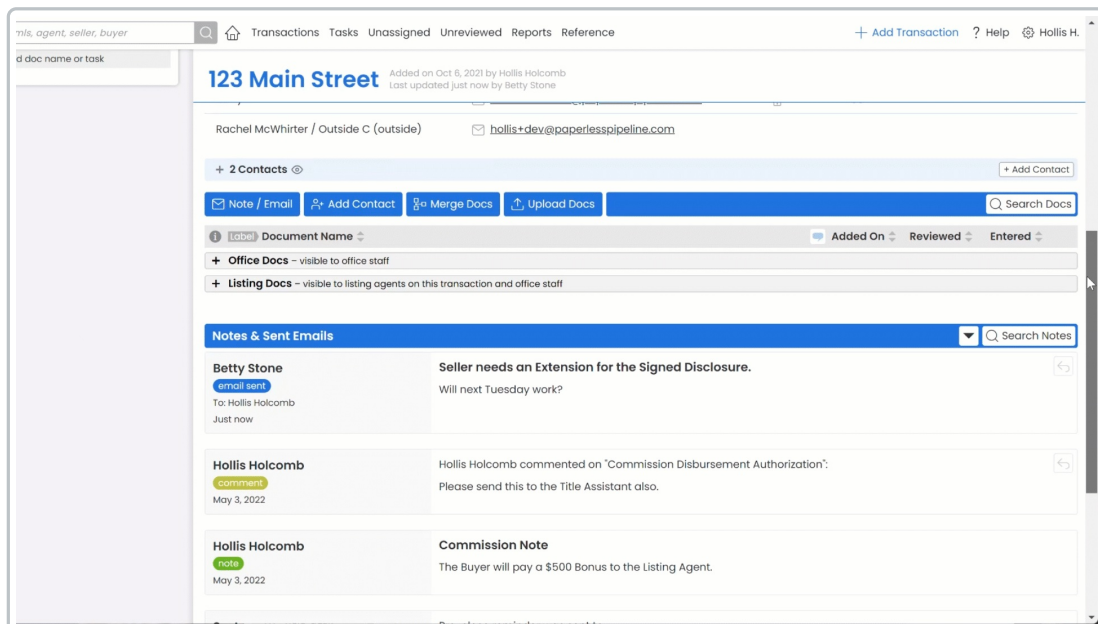 mls, agent, seller, buyer
Transactions Tasks Unassigned Unreviewed Reports Reference
+ Add Transaction ? Help Hollis H.
d doc name or task
123 Main Street
Added on Oct 6, 2021 by Hollis Holcomb
Last updated just now by Betty Stone
Rachel McWhirter / Outside C (outside) hollis+dev@paperlesspipeline.com
+ 2 Contacts
+ Add Contact
Note / Email Add Contact Merge Docs Upload Docs Search Docs
Label Document Name Added On Reviewed Entered
+ Office Docs – visible to office staff
+ Listing Docs – visible to listing agents on this transaction and office staff
Notes & Sent Emails Search Notes
Betty Stone
email sent
To: Hollis Holcomb
Just now
Seller needs an Extension for the Signed Disclosure.
Will next Tuesday work?
Hollis Holcomb
comment
May 3, 2022
Hollis Holcomb commented on "Commission Disbursement Authorization":
Please send this to the Title Assistant also.
Hollis Holcomb
note
May 3, 2022
Commission Note
The Buyer will pay a $500 Bonus to the Listing Agent.